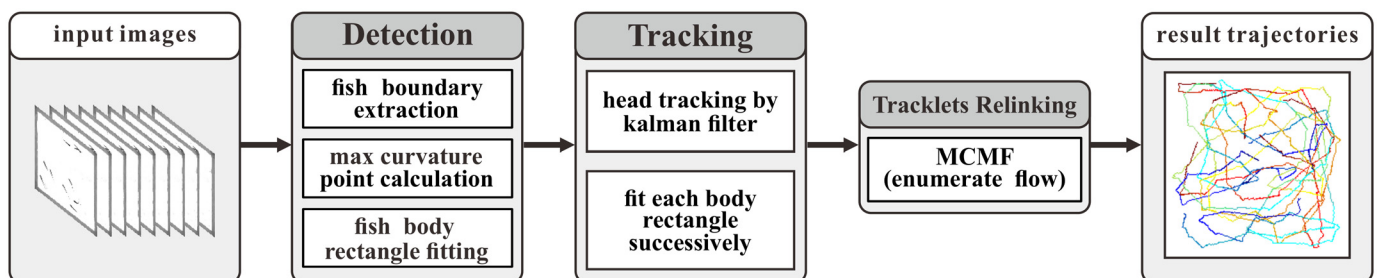 input images
Detection
fish boundary
extraction
max curvature
point calculation
fish body
rectangle fitting
Tracking
head tracking by
kalman filter
fit each body
rectangle
successively
Tracklets Relinking
MCMF
(enumerate flow)
result trajectories